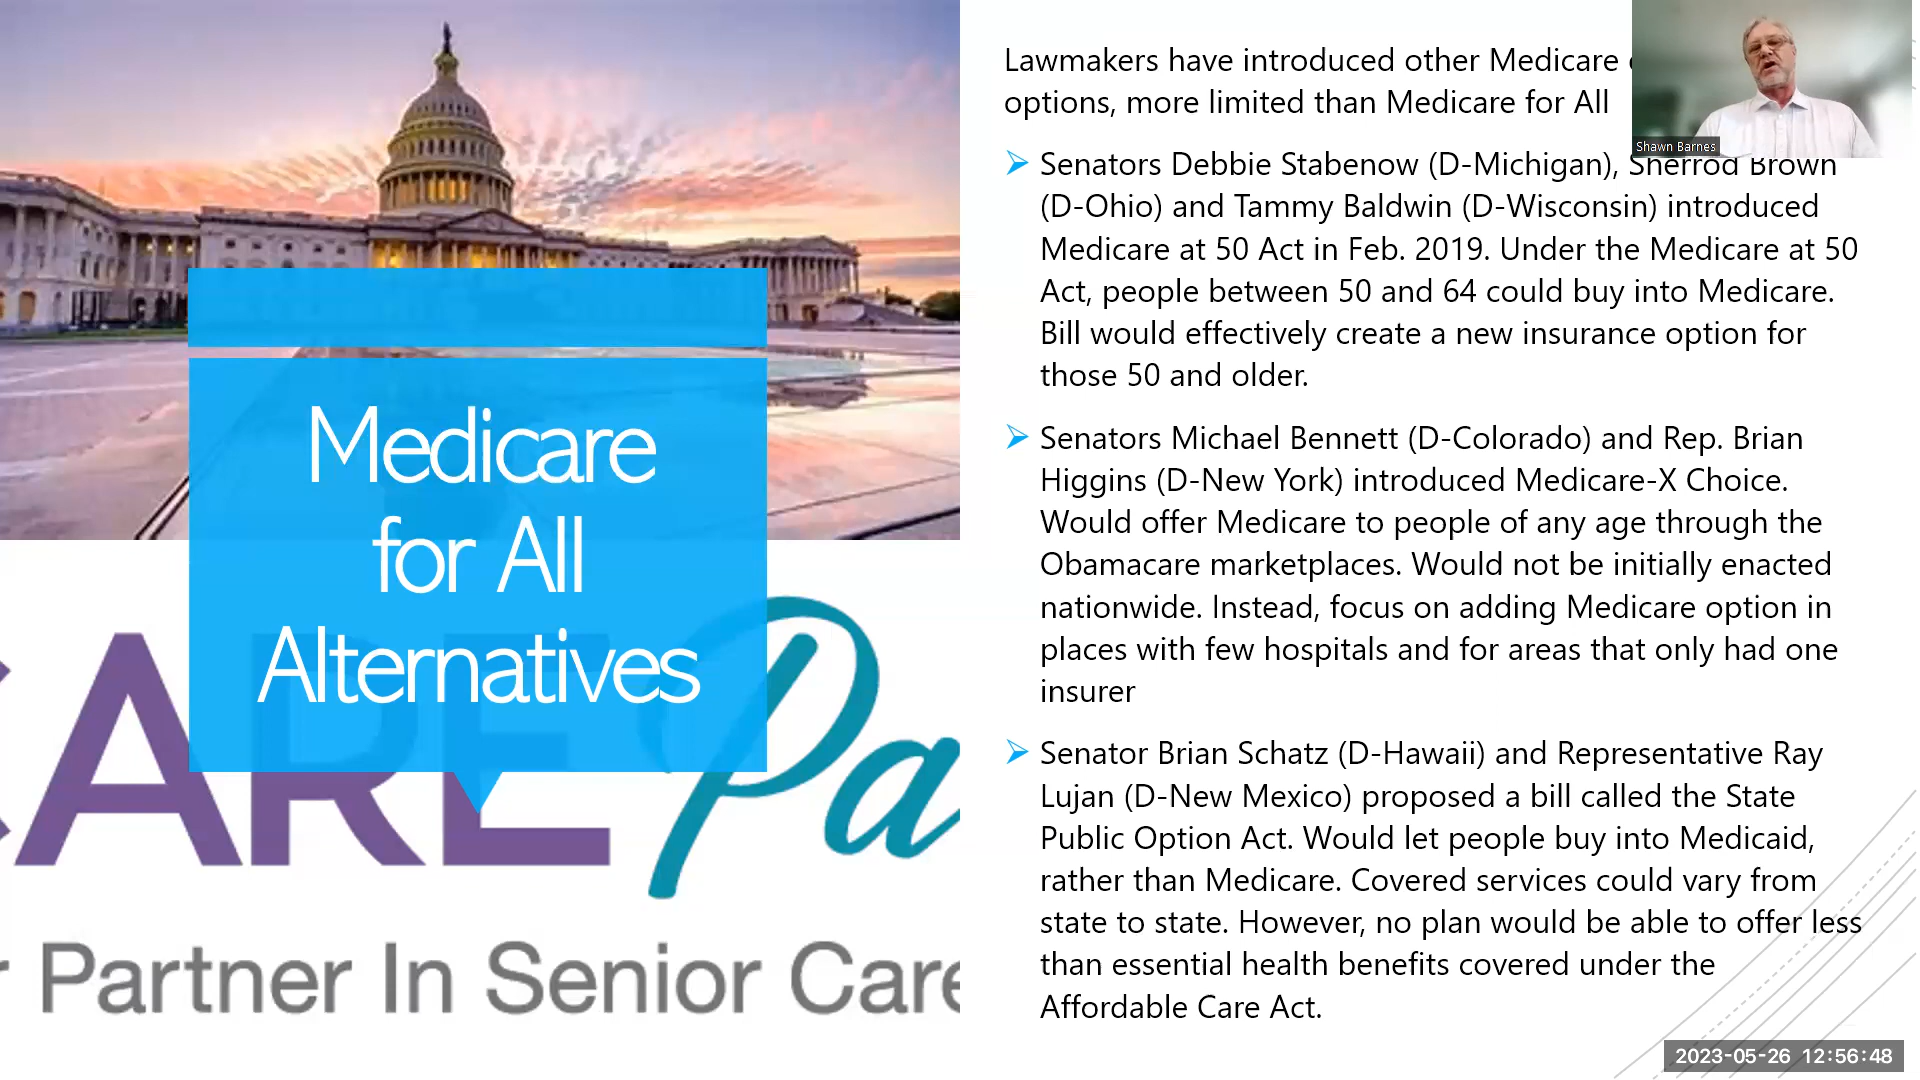 Medicare
for All
Alternatives
CARE Pa
r Partner In Senior Care
Lawmakers have introduced other Medicare
options, more limited than Medicare for All
Senators Debbie Stabenow (D-Michigan), Sherrod Brown
(D-Ohio) and Tammy Baldwin (D-Wisconsin) introduced
Medicare at 50 Act in Feb. 2019. Under the Medicare at 50
Act, people between 50 and 64 could buy into Medicare.
Bill would effectively create a new insurance option for
those 50 and older.
Senators Michael Bennett (D-Colorado) and Rep. Brian
Higgins (D-New York) introduced Medicare-X Choice.
Would offer Medicare to people of any age through the
Obamacare marketplaces. Would not be initially enacted
nationwide. Instead, focus on adding Medicare option in
places with few hospitals and for areas that only had one
insurer
Senator Brian Schatz (D-Hawaii) and Representative Ray
Lujan (D-New Mexico) proposed a bill called the State
Public Option Act. Would let people buy into Medicaid,
rather than Medicare. Covered services could vary from
state to state. However, no plan would be able to offer less
than essential health benefits covered under the
Affordable Care Act.
Shawn Barnes
2023-05-26 12:56:48